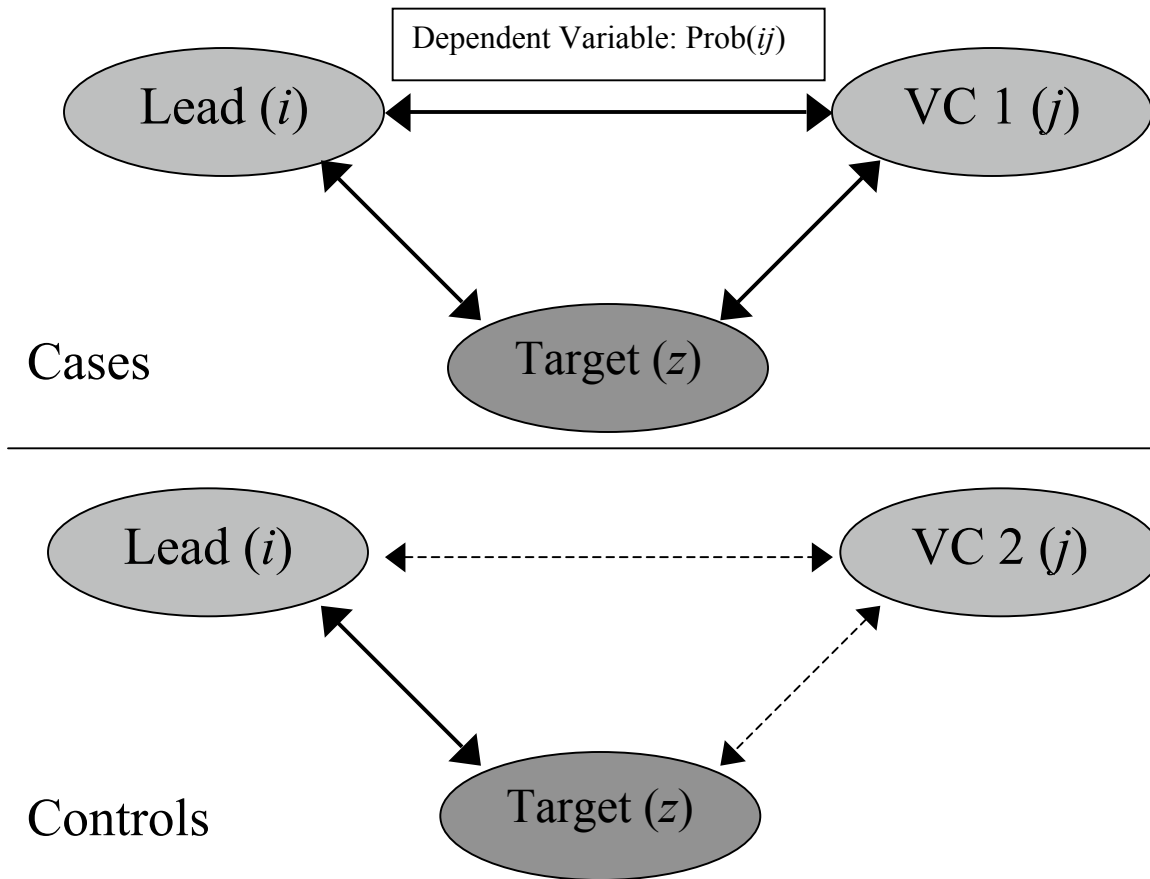 Dependent Variable: Prob(ij)
Lead (i)
VC 1 (j)
Target (z)
Cases
Lead (i)
VC 2 (j)
Target (z)
Controls